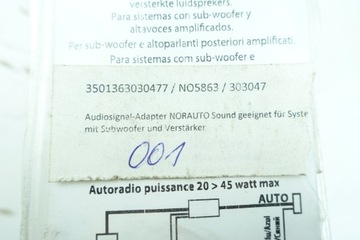 verstärkte luidsprekers.
Para sistemas con sub-woofer y
altavoces amplificados.
Per sub-woofer e altoparlanti posteriori amplificati.
Para sistemas com sub-woofer e
3501363030477 / NO5863 / 303047
Audiosignal-Adapter NORAUTO Sound geeignet für Syste
mit Subwoofer und Verstärker
001
Autoradio puissance 20 > 45 watt max
AUTO